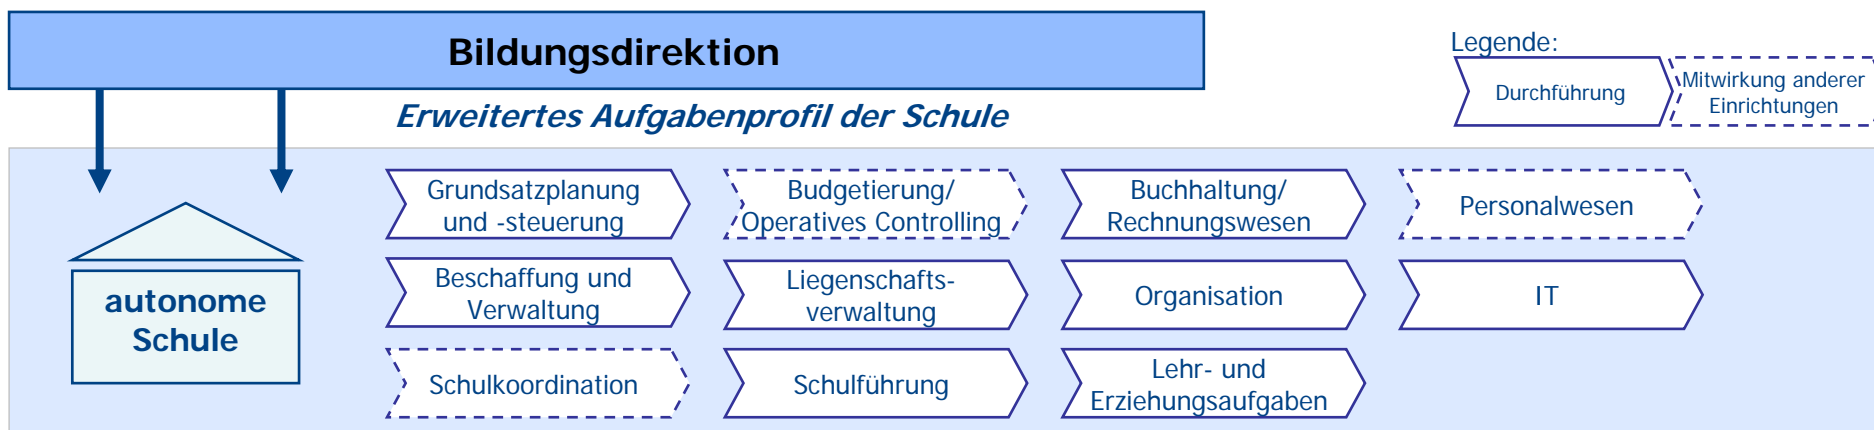 Bildungsdirektion
Legende:
Durchführung
Mitwirkung anderer
Einrichtungen
Erweitertes Aufgabenprofil der Schule
autonome
Schule
Grundsatzplanung
und -steuerung
Budgetierung/
Operatives Controlling
Buchhaltung/
Rechnungswesen
Personalwesen
Beschaffung und
Verwaltung
Liegenschafts-
verwaltung
Organisation
IT
Schulkoordination
Schulführung
Lehr- und
Erziehungsaufgaben